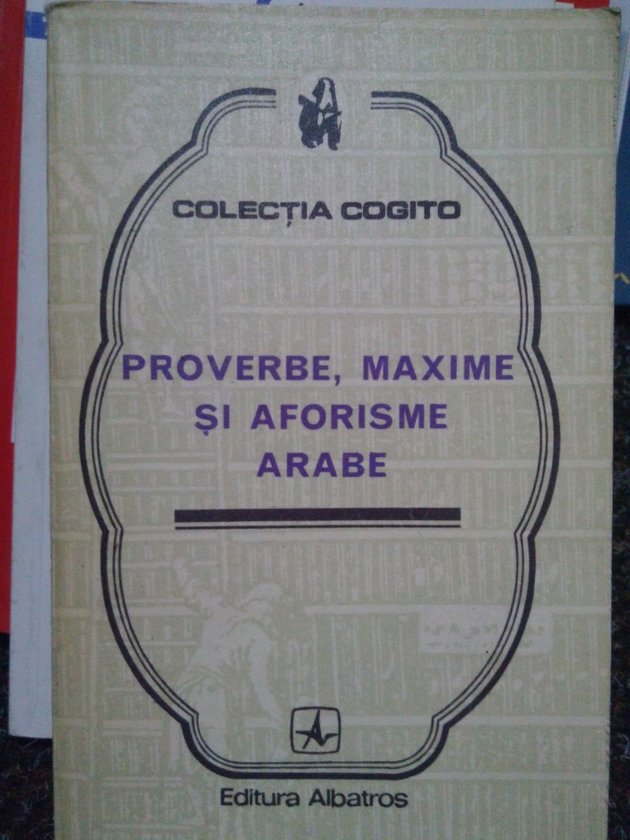 COLECȚIA COGITO
PROVERBE, MAXIME
ȘI AFORISME
ARABE
Editura Albatros